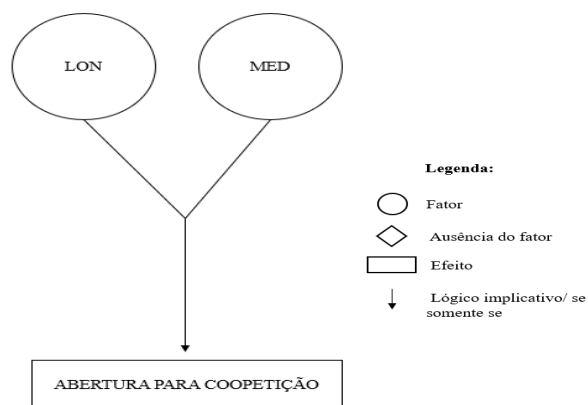 LON
MED
Legenda:
Fator
Ausência do fator
Efeito
Lógico implicativo/ se
somente se
ABERTURA PARA COOPETIÇÃO